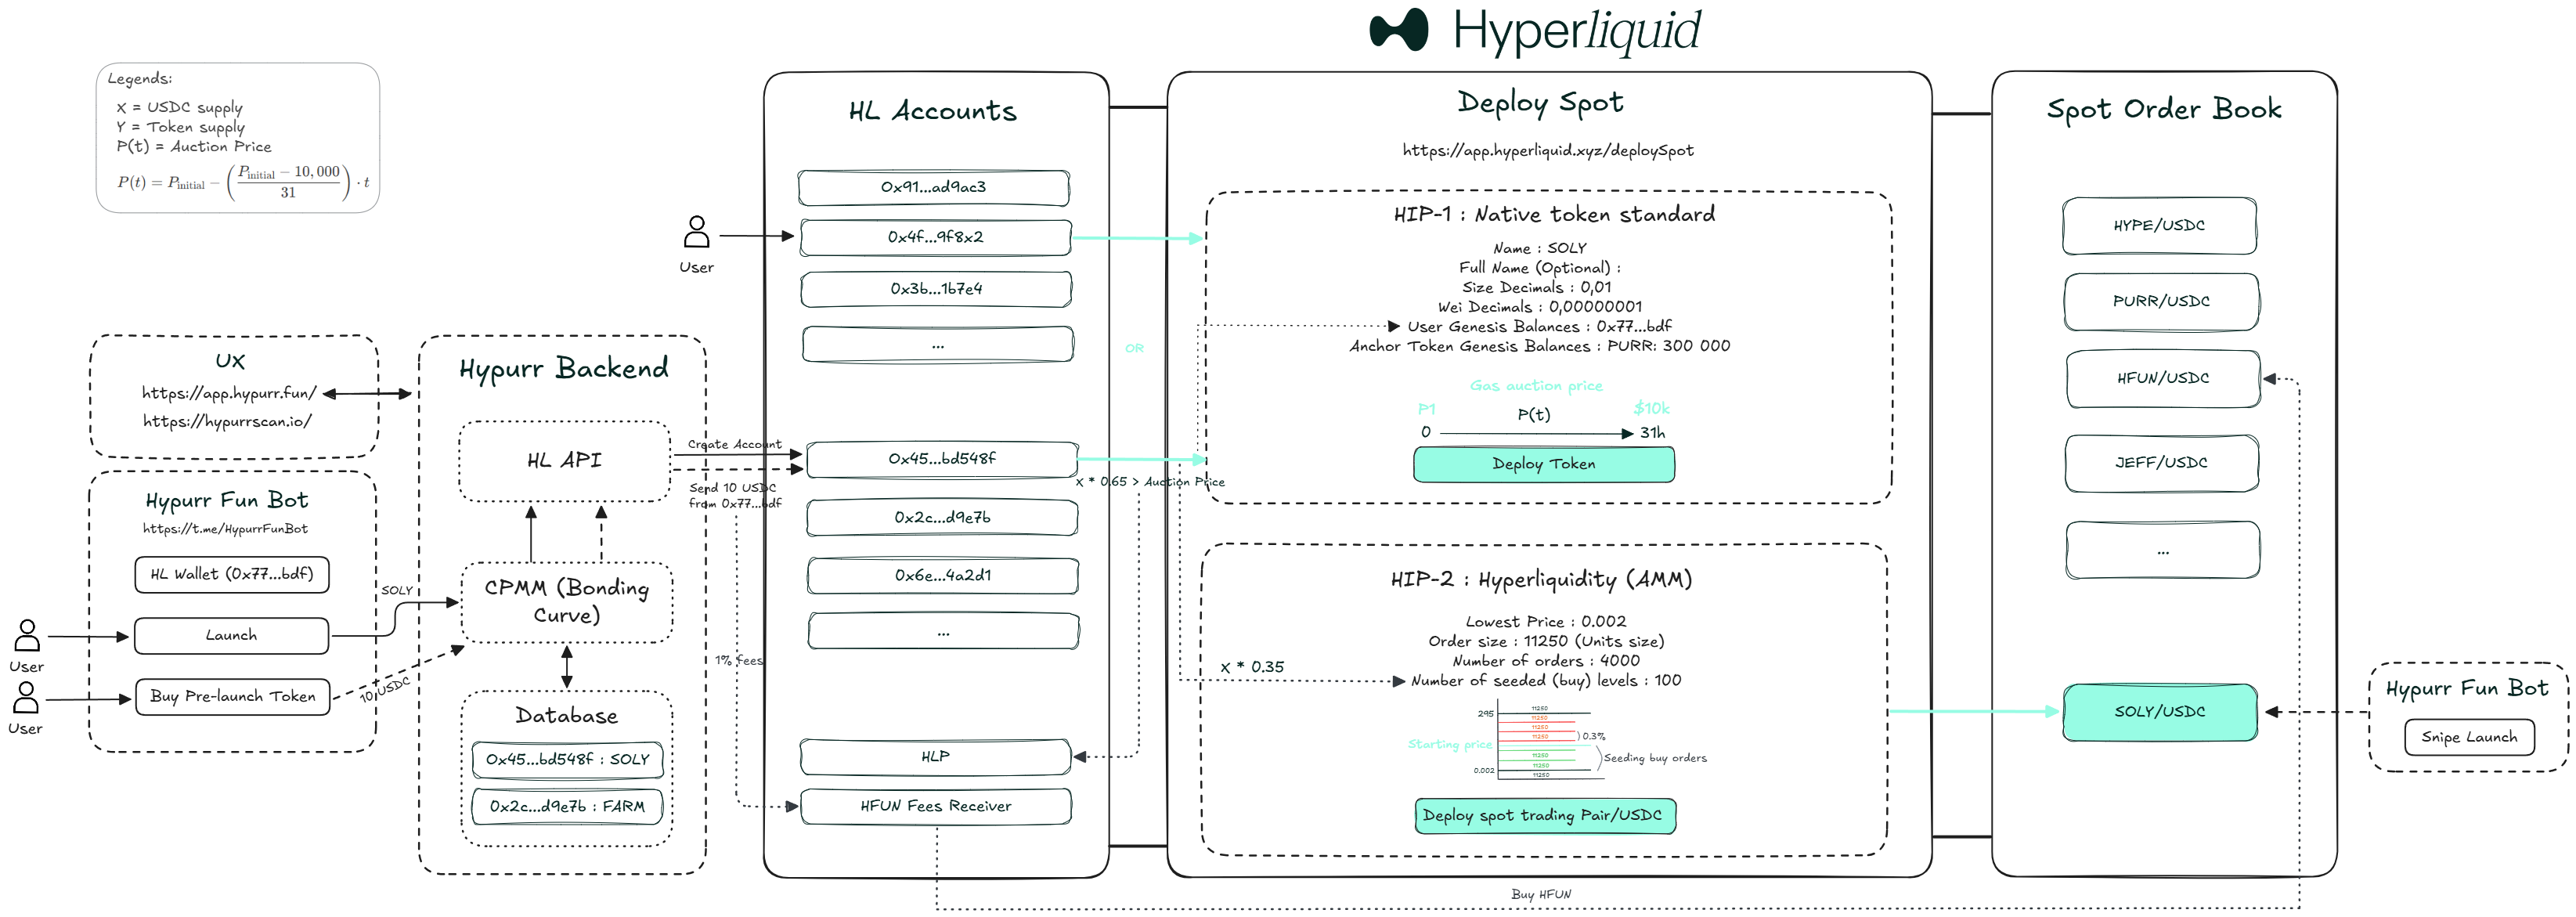 Hyperliquid
Legends:
X = USDC supply
Y = Token supply
P(t) = Auction Price
P(t) = P_initial − ((P_initial − 10,000)/31) · t
UX
https://app.hypurr.fun/
https://hypurrscan.io/
Hypurr Fun Bot
https://t.me/HypurrFunBot
HL Wallet (0x77...bdf)
Launch
Buy Pre-launch Token
User
User
SOLY
10 USDC
Hypurr Backend
HL API
CPMM (Bonding
Curve)
Database
0x45...bd548f : SOLY
0x2c...d9e7b : FARM
User
Create Account
Send 10 USDC
from 0x77...bdf
1% fees
HL Accounts
0x91...ad9ac3
0x4f...9f8x2
0x3b...1b7e4
...
0x45...bd548f
0x2c...d9e7b
0x6e...4a2d1
...
HLP
HFUN Fees Receiver
OR
X * 0.65 > Auction Price
Deploy Spot
https://app.hyperliquid.xyz/deploySpot
HIP-1 : Native token standard
Name : SOLY
Full Name (Optional) :
Size Decimals : 0,01
Wei Decimals : 0,00000001
User Genesis Balances : 0x77...bdf
Anchor Token Genesis Balances : PURR: 300 000
Gas auction price
P1 P(t) $10k
0 31h
Deploy Token
HIP-2 : Hyperliquidity (AMM)
Lowest Price : 0.002
Order size : 11250 (Units size)
Number of orders : 4000
X * 0.35
Number of seeded (buy) levels : 100
11250
295
11250
11250
11250
0.3%
Starting price
11250
Seeding buy orders
11250
0.002
11250
Deploy spot trading Pair/USDC
Buy HFUN
Spot Order Book
HYPE/USDC
PURR/USDC
HFUN/USDC
JEFF/USDC
...
SOLY/USDC
Hypurr Fun Bot
Snipe Launch